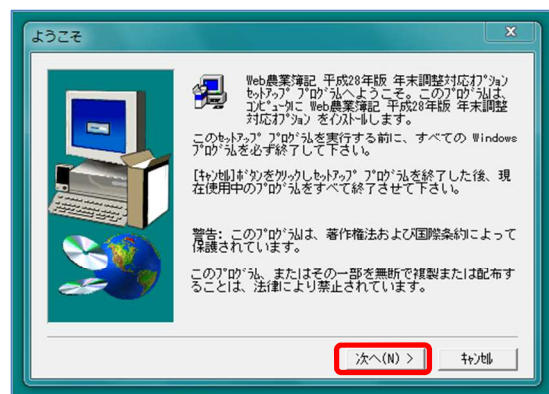 ようこそ
Web農業簿記 平成28年版 年末調整対応ｵﾌﾟｼｮﾝ
ｾｯﾄｱｯﾌﾟ ﾌﾟﾛｸﾞﾗﾑへようこそ。このﾌﾟﾛｸﾞﾗﾑは、
ｺﾝﾋﾟｭｰﾀに Web農業簿記 平成28年版 年末調整
対応ｵﾌﾟｼｮﾝ をｲﾝｽﾄｰﾙします。
このｾｯﾄｱｯﾌﾟ ﾌﾟﾛｸﾞﾗﾑを実行する前に、すべての Windows
ﾌﾟﾛｸﾞﾗﾑを必ず終了して下さい。
[ｷｬﾝｾﾙ]ﾎﾞﾀﾝをｸﾘｯｸしｾｯﾄｱｯﾌﾟ ﾌﾟﾛｸﾞﾗﾑを終了した後、現
在使用中のﾌﾟﾛｸﾞﾗﾑをすべて終了させて下さい。
警告: このﾌﾟﾛｸﾞﾗﾑは、著作権法および国際条約によって
保護されています。
このﾌﾟﾛｸﾞﾗﾑ、またはその一部を無断で複製または配布す
ることは、法律により禁止されています。
次へ(N) >
ｷｬﾝｾﾙ